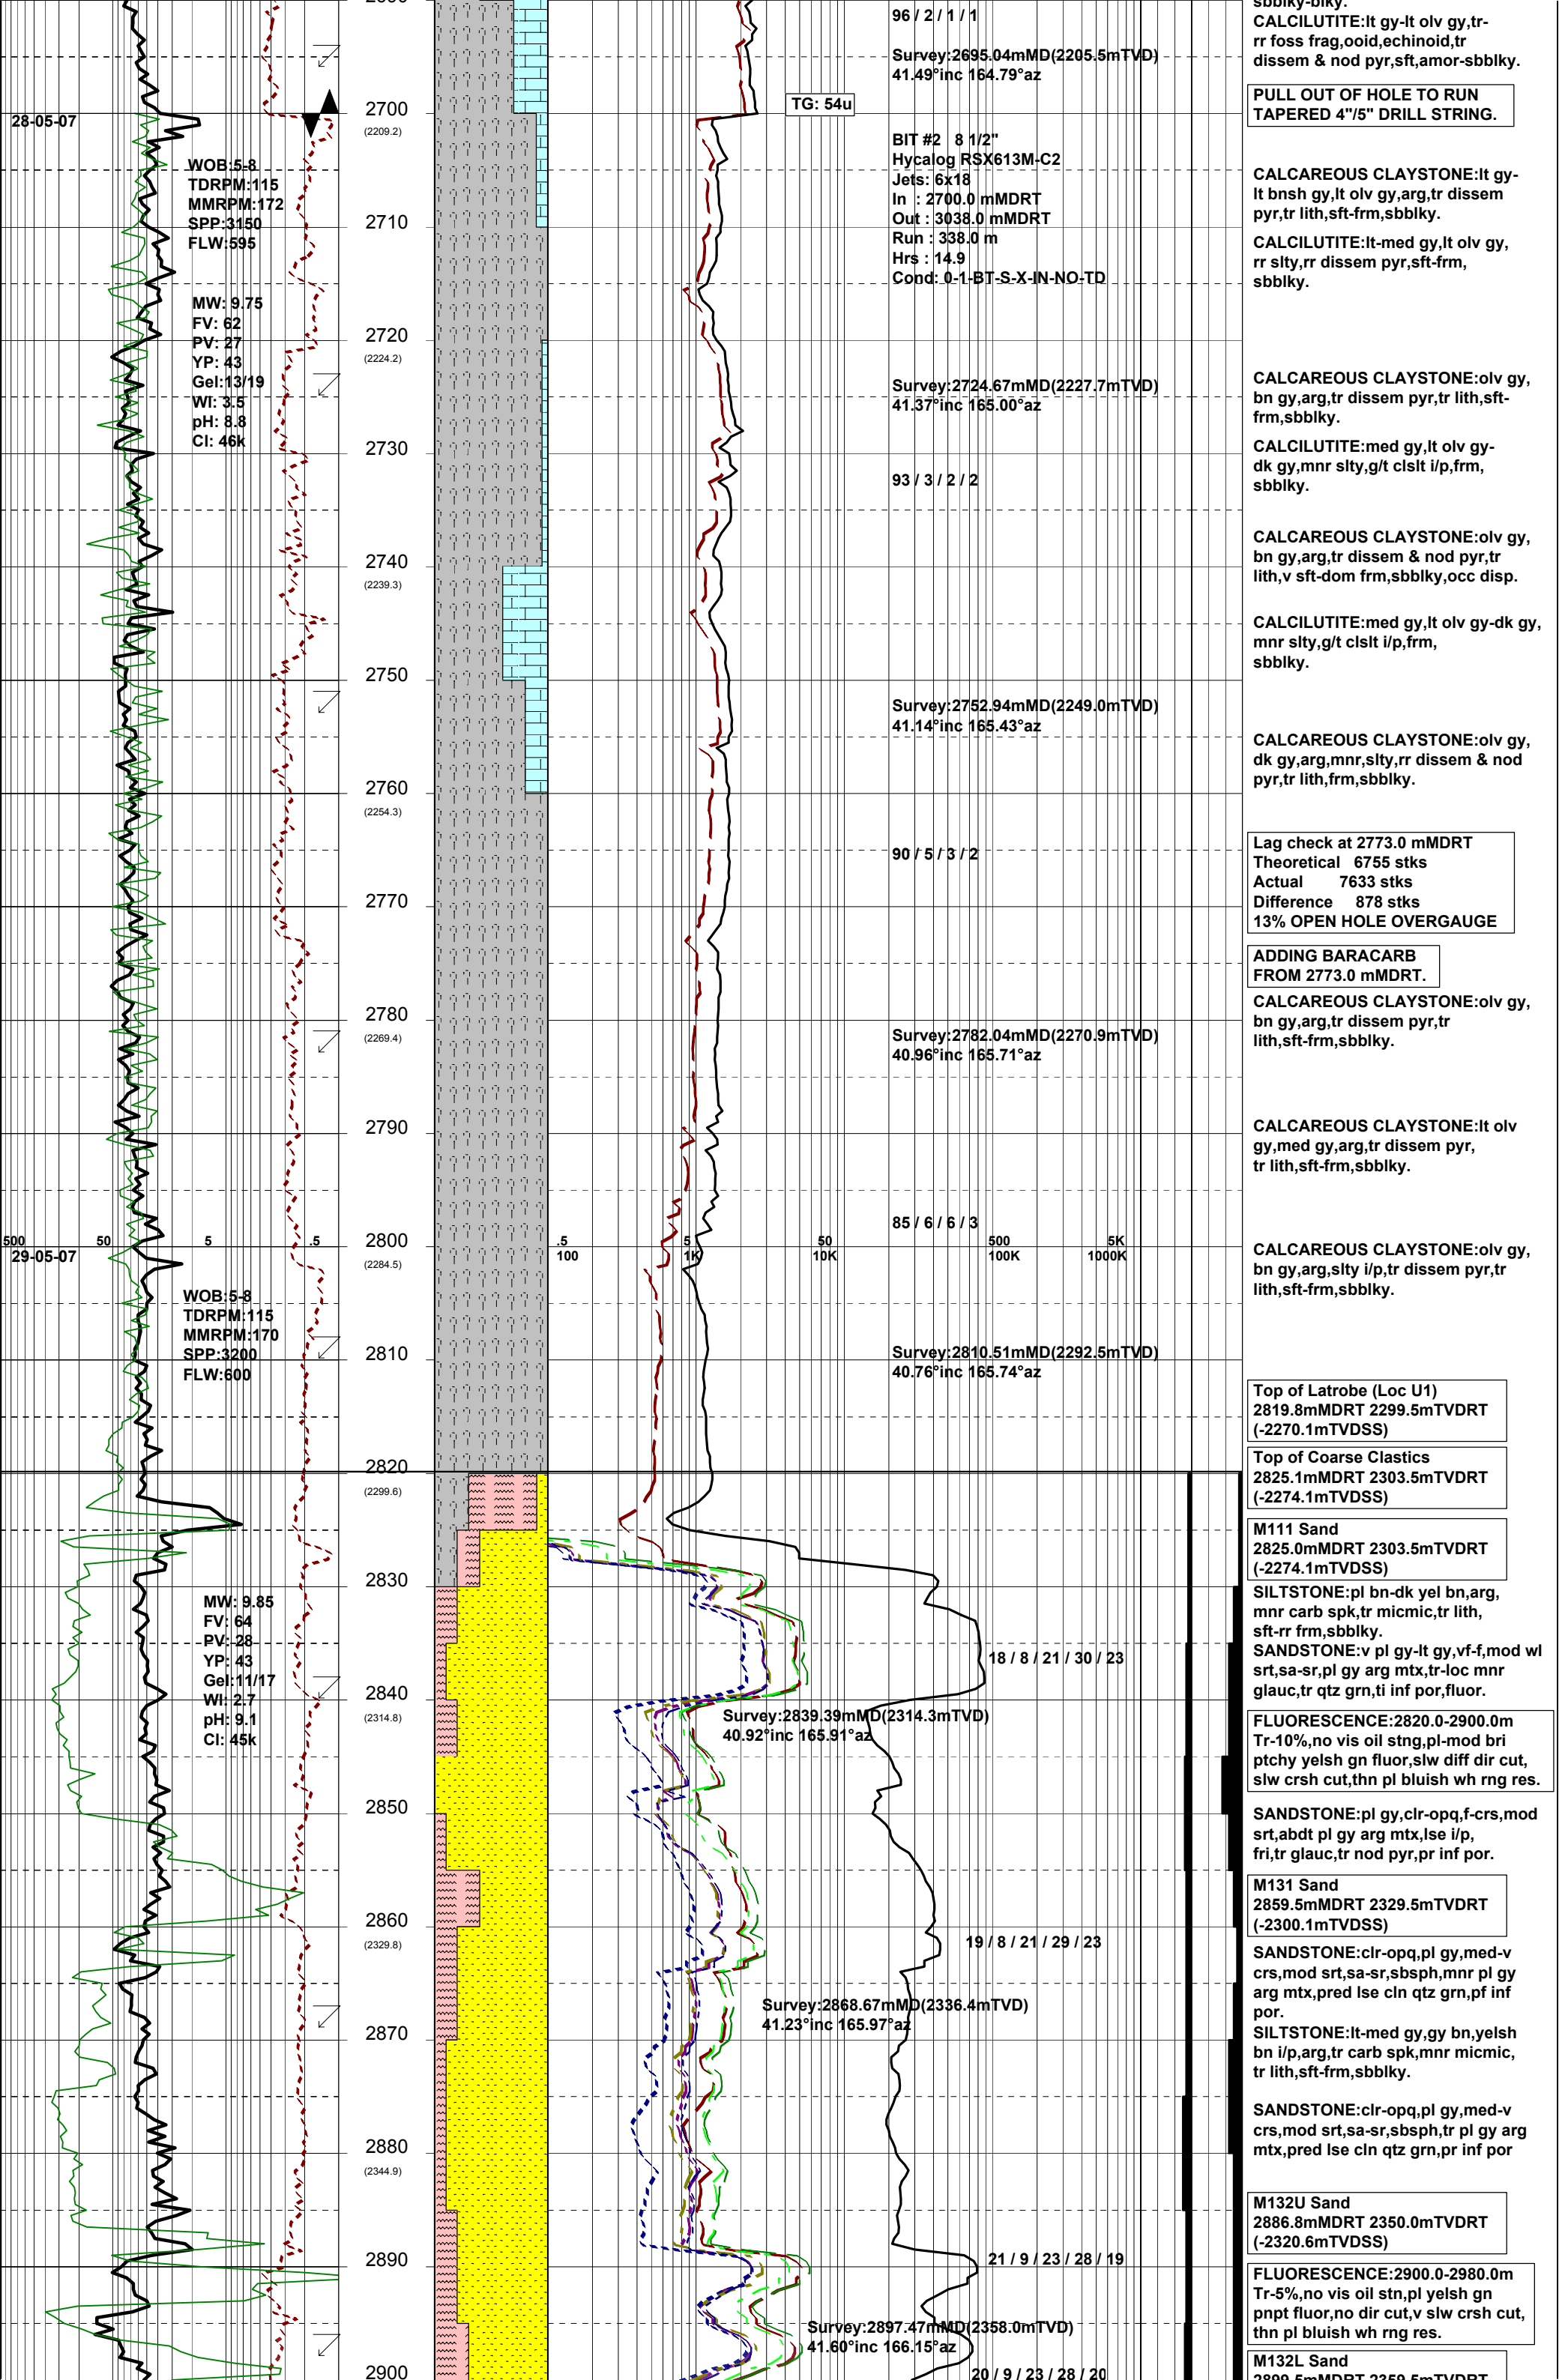 sbblky-blky.
CALCILUTITE:lt gy-lt olv gy,tr-
rr foss frag,ooid,echinoid,tr
dissem & nod pyr,sft,amor-sbblky.
96 / 2 / 1 / 1
Survey:2695.04mMD(2205.5mTVD)
41.49°inc 164.79°az
TG: 54u
2700
(2209.2)
28-05-07
PULL OUT OF HOLE TO RUN
TAPERED 4"/5" DRILL STRING.
BIT #2 8 1/2"
Hycalog RSX613M-C2
Jets: 6x18
In : 2700.0 mMDRT
Out : 3038.0 mMDRT
Run : 338.0 m
Hrs : 14.9
Cond: 0-1-BT-S-X-IN-NO-TD
WOB:5-8
TDRPM:115
MMRPM:172
SPP:3150
FLW:595
2710
CALCAREOUS CLAYSTONE:lt gy-
lt bnsh gy,lt olv gy,arg,tr dissem
pyr,tr lith,sft-frm,sbblky.
CALCILUTITE:lt-med gy,lt olv gy,
rr slty,rr dissem pyr,sft-frm,
sbblky.
MW: 9.75
FV: 62
PV: 27
YP: 43
Gel:13/19
Wl: 3.5
pH: 8.8
Cl: 46k
2720
(2224.2)
Survey:2724.67mMD(2227.7mTVD)
41.37°inc 165.00°az
CALCAREOUS CLAYSTONE:olv gy,
bn gy,arg,tr dissem pyr,tr lith,sft-
frm,sbblky.
2730
93 / 3 / 2 / 2
CALCILUTITE:med gy,lt olv gy-
dk gy,mnr slty,g/t clslt i/p,frm,
sbblky.
2740
(2239.3)
CALCAREOUS CLAYSTONE:olv gy,
bn gy,arg,tr dissem & nod pyr,tr
lith,v sft-dom frm,sbblky,occ disp.
CALCILUTITE:med gy,lt olv gy-dk gy,
mnr slty,g/t clslt i/p,frm,
sbblky.
2750
Survey:2752.94mMD(2249.0mTVD)
41.14°inc 165.43°az
CALCAREOUS CLAYSTONE:olv gy,
dk gy,arg,mnr,slty,rr dissem & nod
pyr,tr lith,frm,sbblky.
2760
(2254.3)
90 / 5 / 3 / 2
Lag check at 2773.0 mMDRT
Theoretical 6755 stks
Actual 7633 stks
Difference 878 stks
13% OPEN HOLE OVERGAUGE
2770
ADDING BARACARB
FROM 2773.0 mMDRT.
2780
(2269.4)
Survey:2782.04mMD(2270.9mTVD)
40.96°inc 165.71°az
CALCAREOUS CLAYSTONE:olv gy,
bn gy,arg,tr dissem pyr,tr
lith,sft-frm,sbblky.
2790
CALCAREOUS CLAYSTONE:lt olv
gy,med gy,arg,tr dissem pyr,
tr lith,sft-frm,sbblky.
85 / 6 / 6 / 3
500 50 5 .5
2800
(2284.5)
.5 5 50 500 5K
100 1K 10K 100K 1000K
29-05-07
CALCAREOUS CLAYSTONE:olv gy,
bn gy,arg,slty i/p,tr dissem pyr,tr
lith,sft-frm,sbblky.
WOB:5-8
TDRPM:115
MMRPM:170
SPP:3200
FLW:600
2810
Survey:2810.51mMD(2292.5mTVD)
40.76°inc 165.74°az
Top of Latrobe (Loc U1)
2819.8mMDRT 2299.5mTVDRT
(-2270.1mTVDSS)
2820
(2299.6)
Top of Coarse Clastics
2825.1mMDRT 2303.5mTVDRT
(-2274.1mTVDSS)
M111 Sand
2825.0mMDRT 2303.5mTVDRT
(-2274.1mTVDSS)
2830
SILTSTONE:pl bn-dk yel bn,arg,
mnr carb spk,tr micmic,tr lith,
sft-rr frm,sbblky.
SANDSTONE:v pl gy-lt gy,vf-f,mod wl
srt,sa-sr,pl gy arg mtx,tr-loc mnr
glauc,tr qtz grn,ti inf por,fluor.
MW: 9.85
FV: 64
PV: 28
YP: 43
Gel:11/17
Wl: 2.7
pH: 9.1
Cl: 45k
18 / 8 / 21 / 30 / 23
2840
(2314.8)
Survey:2839.39mMD(2314.3mTVD)
40.92°inc 165.91°az
FLUORESCENCE:2820.0-2900.0m
Tr-10%,no vis oil stng,pl-mod bri
ptchy yelsh gn fluor,slw diff dir cut,
slw crsh cut,thn pl bluish wh rng res.
2850
SANDSTONE:pl gy,clr-opq,f-crs,mod
srt,abdt pl gy arg mtx,lse i/p,
fri,tr glauc,tr nod pyr,pr inf por.
M131 Sand
2859.5mMDRT 2329.5mTVDRT
(-2300.1mTVDSS)
2860
(2329.8)
19 / 8 / 21 / 29 / 23
SANDSTONE:clr-opq,pl gy,med-v
crs,mod srt,sa-sr,sbsph,mnr pl gy
arg mtx,pred lse cln qtz grn,pf inf
por.
Survey:2868.67mMD(2336.4mTVD)
41.23°inc 165.97°az
2870
SILTSTONE:lt-med gy,gy bn,yelsh
bn i/p,arg,tr carb spk,mnr micmic,
tr lith,sft-frm,sbblky.
SANDSTONE:clr-opq,pl gy,med-v
crs,mod srt,sa-sr,sbsph,tr pl gy arg
mtx,pred lse cln qtz grn,pr inf por
2880
(2344.9)
M132U Sand
2886.8mMDRT 2350.0mTVDRT
(-2320.6mTVDSS)
2890
21 / 9 / 23 / 28 / 19
FLUORESCENCE:2900.0-2980.0m
Tr-5%,no vis oil stn,pl yelsh gn
pnpt fluor,no dir cut,v slw crsh cut,
thn pl bluish wh rng res.
Survey:2897.47mMD(2358.0mTVD)
41.60°inc 166.15°az
2900
20 / 9 / 23 / 28 / 20
M132L Sand
2899.5mMDRT 2359.5mTVDRT